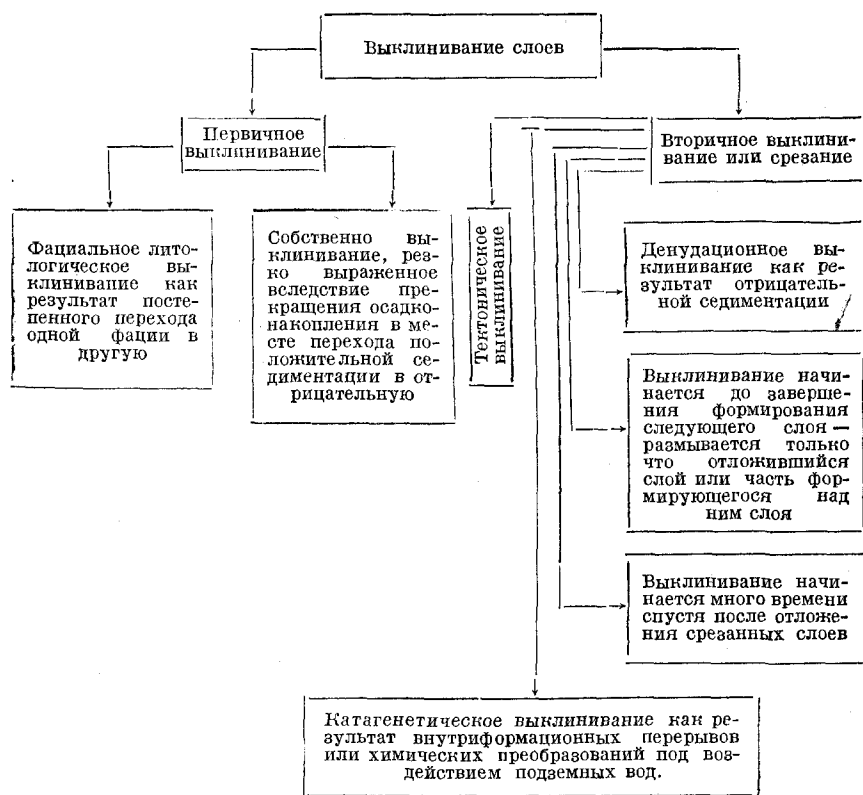 Выклинивание слоев
Первичное
выклинивание
Вторичное выклини-
вание или срезание
Фациальное лито-
логическое вы-
клинивание как
результат посте-
пенного перехода
одной фации в
другую
Собственно вы-
клинивание, рез-
ко выраженное
вследствие пре-
кращения осадко-
накопления в ме-
сте перехода по-
ложительной се-
диментации в от-
рицательную
Тектоническое
выклинивание
Денудационное вы-
клинивание как ре-
зультат отрицатель-
ной седиментации
Выклинивание начи-
нается до заверше-
ния формирования
следующего слоя —
размывается только
что отложившийся
слой или часть фор-
мирующегося над
ним слоя
Выклинивание начи-
нается много времени
спустя после отложе-
ния срезанных слоев
Катагенетическое выклинивание как ре-
зультат внутриформационных перерывов
или химических преобразований под воз-
действием подземных вод.